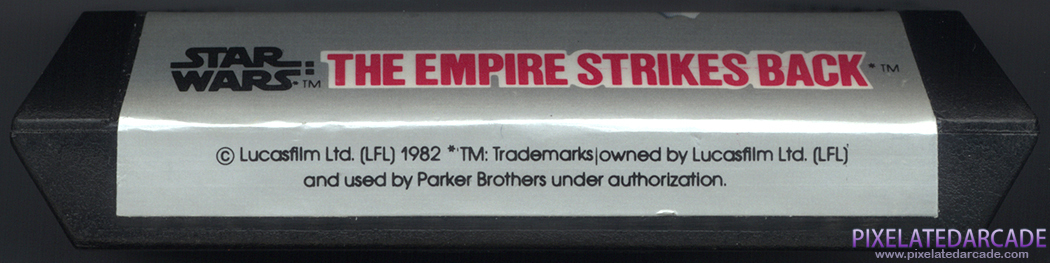 STAR WARS:™ THE EMPIRE STRIKES BACK*™
© Lucasfilm Ltd. (LFL) 1982 *TM: Trademarks owned by Lucasfilm Ltd. (LFL)
and used by Parker Brothers under authorization.
PIXELATEDARCADE
www.pixelatedarcade.com